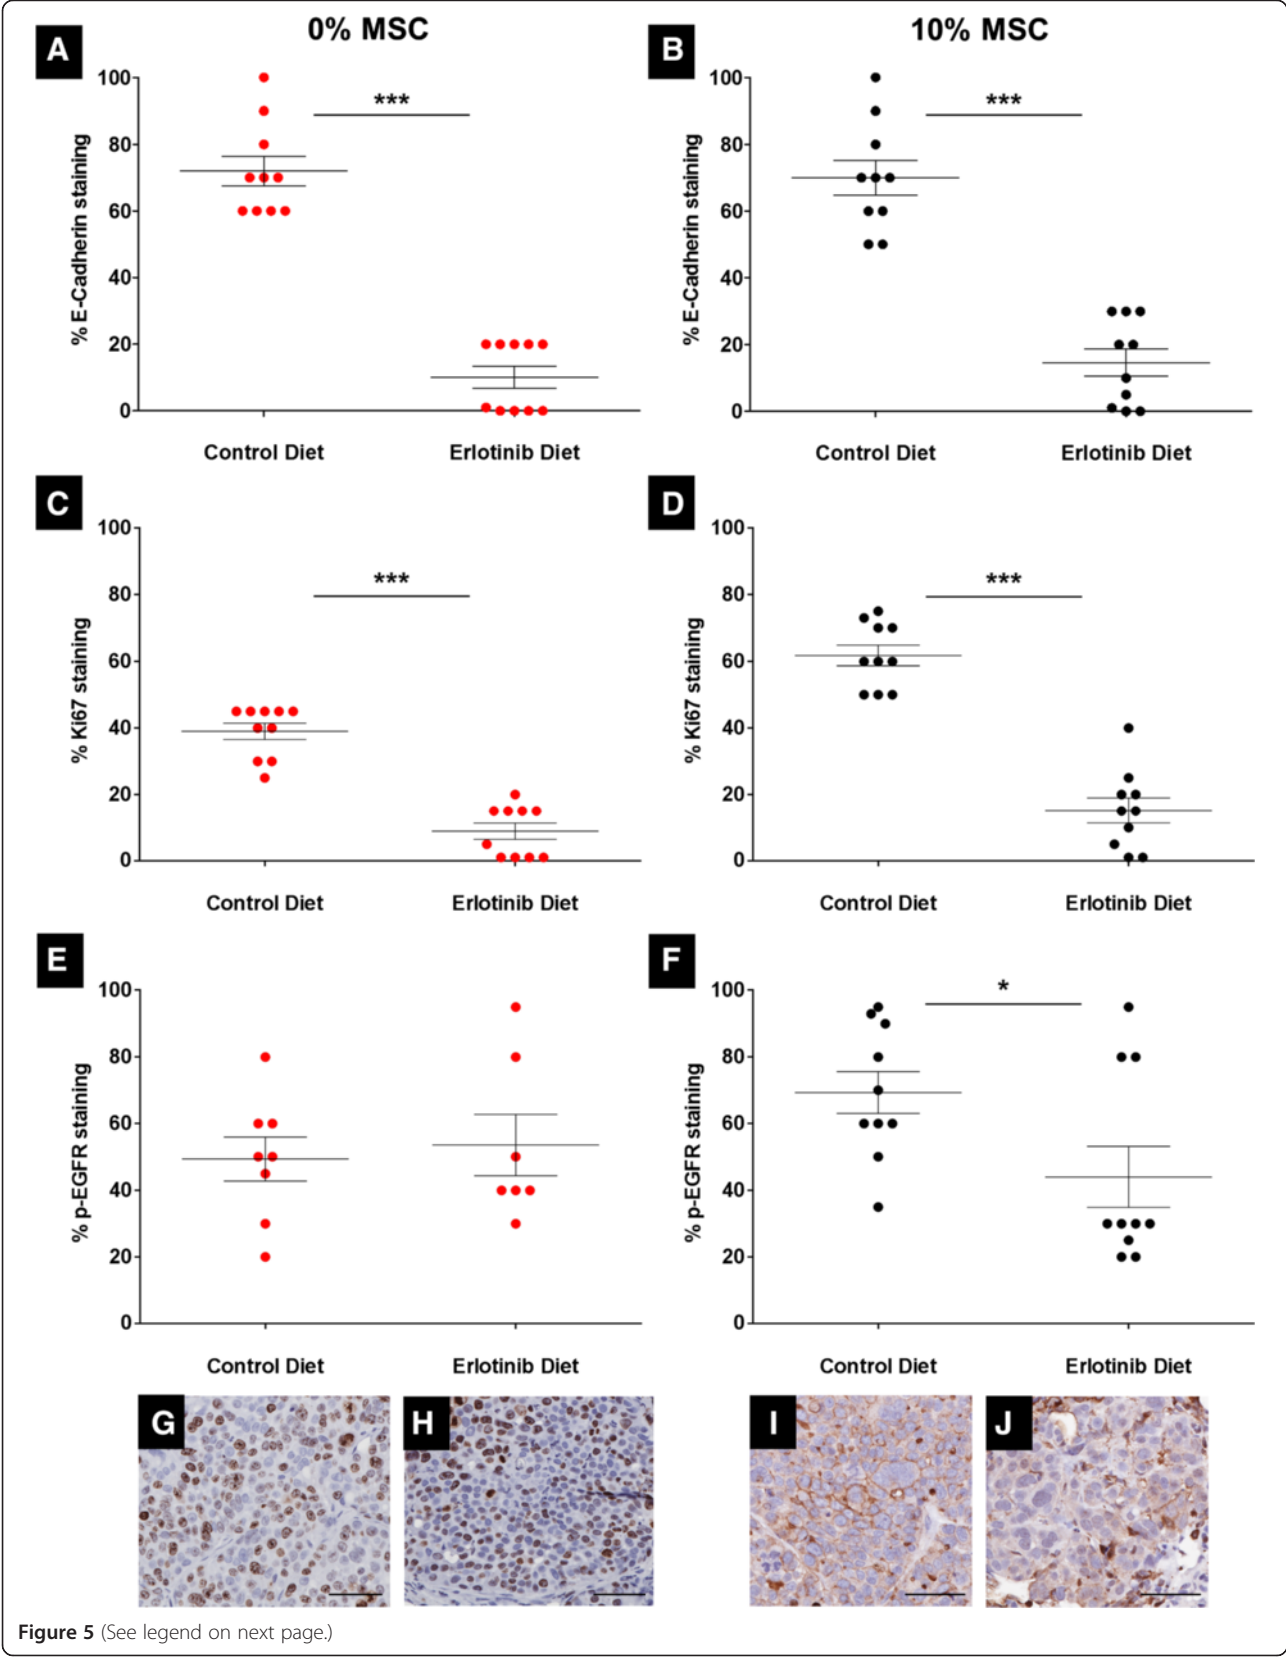 0% MSC
10% MSC
A
100
80
60
40
20
0
% E-Cadherin staining
***
Control Diet
Erlotinib Diet
B
100
80
60
40
20
0
% E-Cadherin staining
***
Control Diet
Erlotinib Diet
C
100
80
60
40
20
0
% Ki67 staining
***
Control Diet
Erlotinib Diet
D
100
80
60
40
20
0
% Ki67 staining
***
Control Diet
Erlotinib Diet
E
100
80
60
40
20
0
% p-EGFR staining
Control Diet
Erlotinib Diet
F
100
80
60
40
20
0
% p-EGFR staining
*
Control Diet
Erlotinib Diet
G
H
I
J
Figure 5 (See legend on next page.)